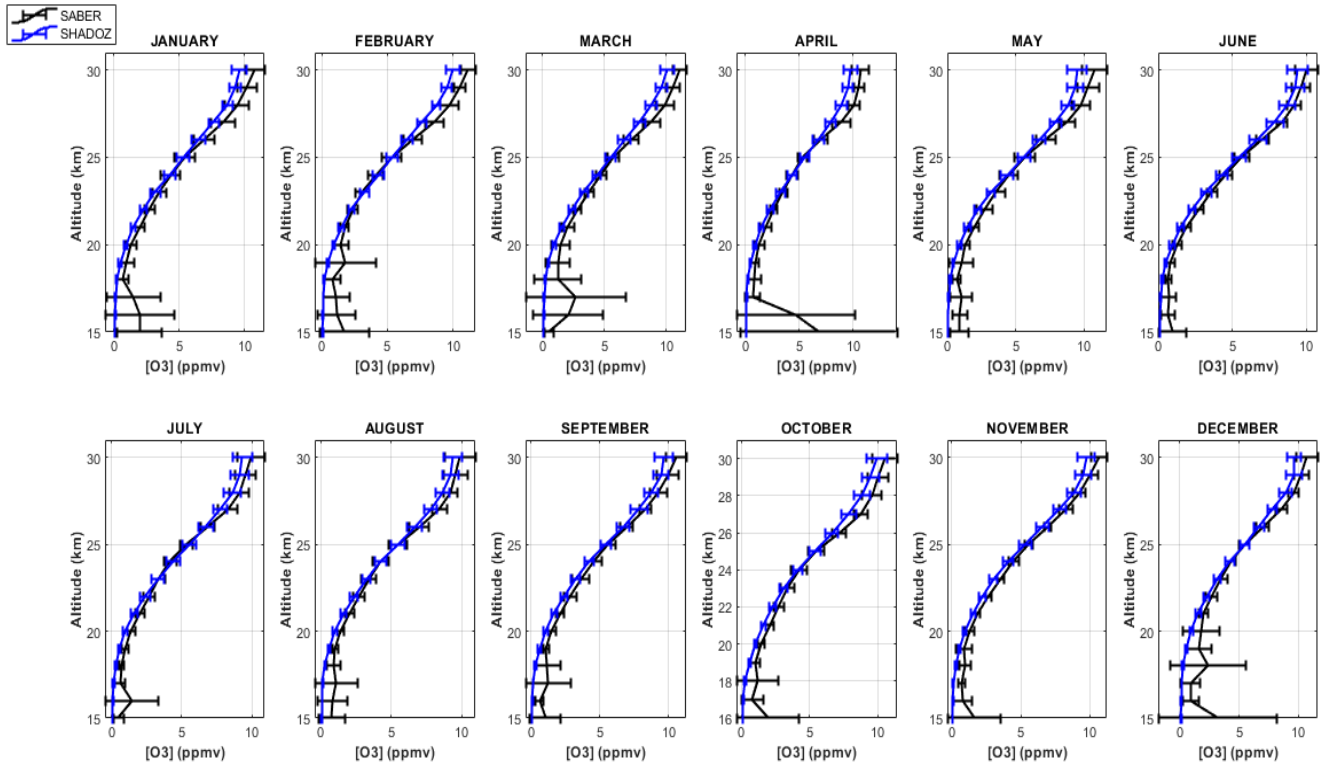 SABER
SHADOZ
JANUARY FEBRUARY MARCH APRIL MAY JUNE
30 30 30 30 30 30
25 25 25 25 25 25
20 20 20 20 20 20
15 15 15 15 15 15
Altitude (km) Altitude (km) Altitude (km) Altitude (km) Altitude (km) Altitude (km)
0 5 10 0 5 10 0 5 10 0 5 10 0 5 10 0 5 10
[O3] (ppmv) [O3] (ppmv) [O3] (ppmv) [O3] (ppmv) [O3] (ppmv) [O3] (ppmv)
JULY AUGUST SEPTEMBER OCTOBER NOVEMBER DECEMBER
30 30 30 30 30 30
28
25 25 25 26 25 25
24
22
20 20 20 20 20 20
18
15 15 15 16 15 15
Altitude (km) Altitude (km) Altitude (km) Altitude (km) Altitude (km) Altitude (km)
0 5 10 0 5 10 0 5 10 0 5 10 0 5 10 0 5 10
[O3] (ppmv) [O3] (ppmv) [O3] (ppmv) [O3] (ppmv) [O3] (ppmv) [O3] (ppmv)